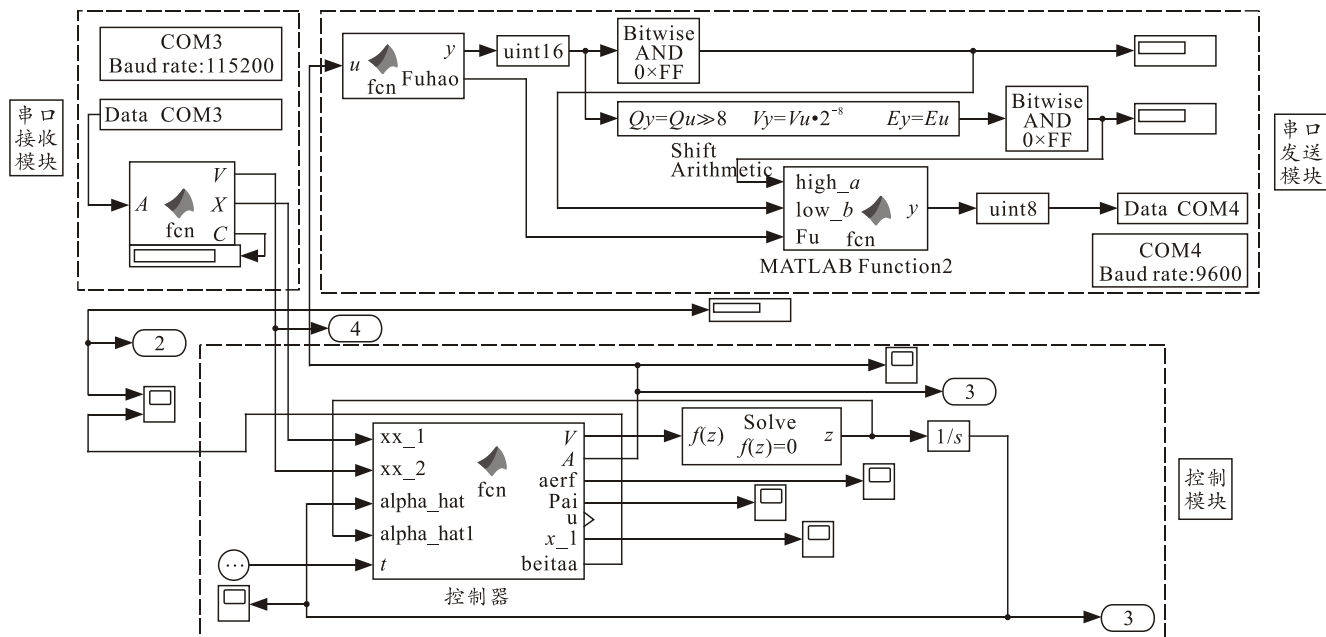 串口
接收
模块
COM3
Baud rate:115200
Data COM3
A
fcn
V
X
C
u
fcn
y
Fuhao
uint16
Bitwise
AND
0×FF
Qy=Qu≫8 Vy=Vu•2⁻⁸ Ey=Eu
Shift
Arithmetic
Bitwise
AND
0×FF
high_a
low_b
Fu
fcn
y
MATLAB Function2
uint8
Data COM4
COM4
Baud rate:9600
串口
发送
模块
2
4
3
xx_1
xx_2
alpha_hat
alpha_hat1
t
fcn
V
A
aerf
Pai
u
x_1
beitaa
控制器
f(z)
Solve
f(z)=0
z
1/s
···
3
控制
模块